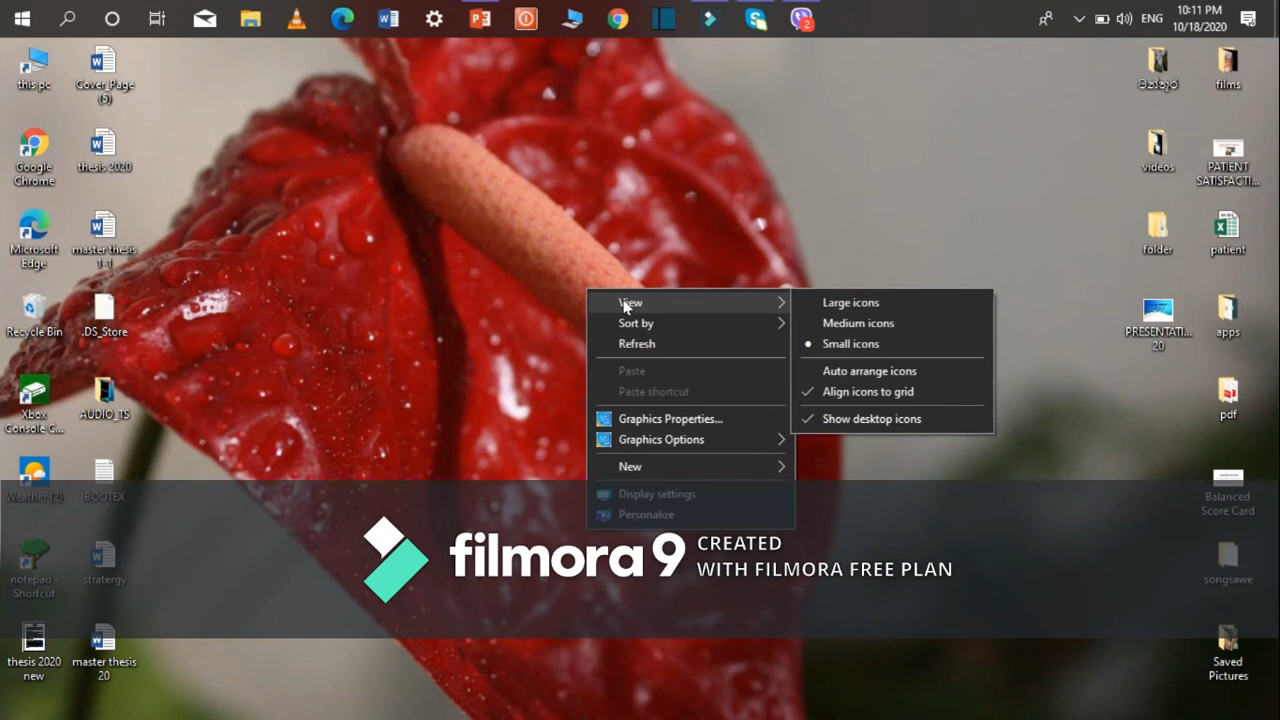 ENG
10:11 PM
10/18/2020
2
this pc
Cover_Page
(5)
Google
Chrome
thesis 2020
Microsoft
Edge
master thesis
1-1
Recycle Bin
.DS_Store
Xbox
Console C...
AUDIO_TS
Weather (2)
BOOTEX
notepad -
Shortcut
stratergy
thesis 2020
new
master thesis
20
View
Sort by
Refresh
Paste
Paste shortcut
Graphics Properties...
Graphics Options
New
Display settings
Personalize
Large icons
Medium icons
Small icons
Auto arrange icons
Align icons to grid
Show desktop icons
films
videos
PATIENT
SATISFACTI...
folder
patient
PRESENTATI...
20
apps
pdf
Balanced
Score Card
songsawe
Saved
Pictures
filmora 9
CREATED
WITH FILMORA FREE PLAN